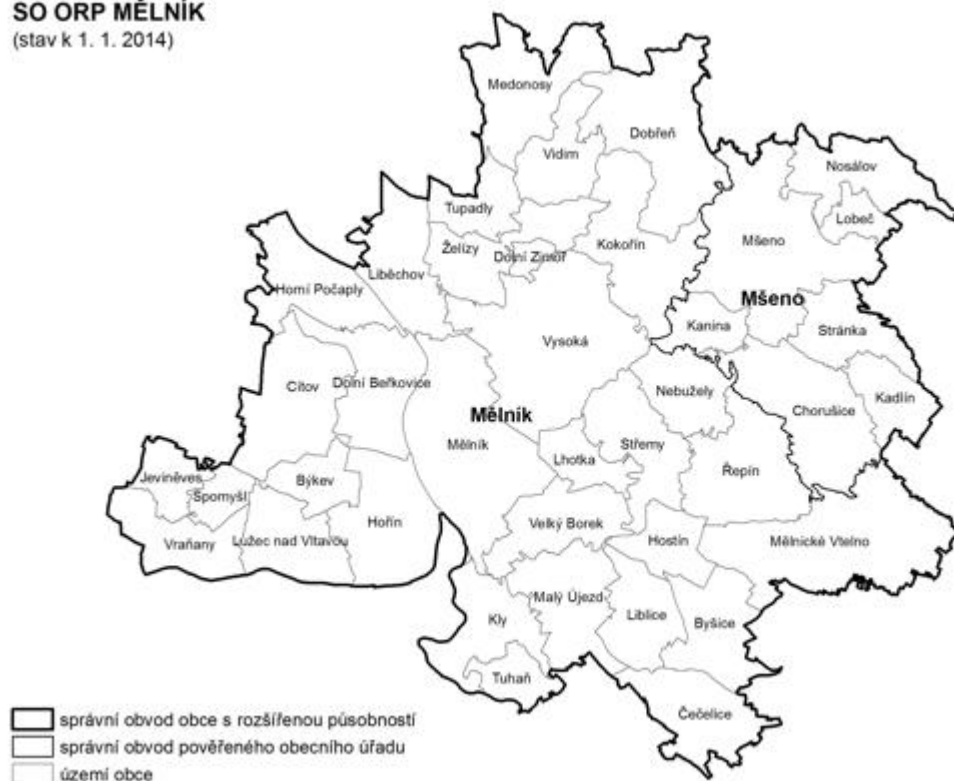 SO ORP MĚLNÍK
(stav k 1. 1. 2014)
Medonosy
Dobřeň
Vidim
Nosálov
Tupadly
Lobeč
Mšeno
Želízy
Dolní Zimoř
Kokořín
Liběchov
Horní Počaply
Mšeno
Kanina
Stránka
Vysoká
Cítov
Dolní Beřkovice
Nebužely
Chorušice
Kadlín
Mělník
Mělník
Střemy
Lhotka
Řepín
Jeviněves
Býkev
Spomyšl
Velký Borek
Hořín
Vraňany
Lužec nad Vltavou
Hostín
Mělnické Vtelno
Malý Újezd
Kly
Liblice
Byšice
Tuhaň
Čečelice
správní obvod obce s rozšířenou působností
správní obvod pověřeného obecního úřadu
území obce